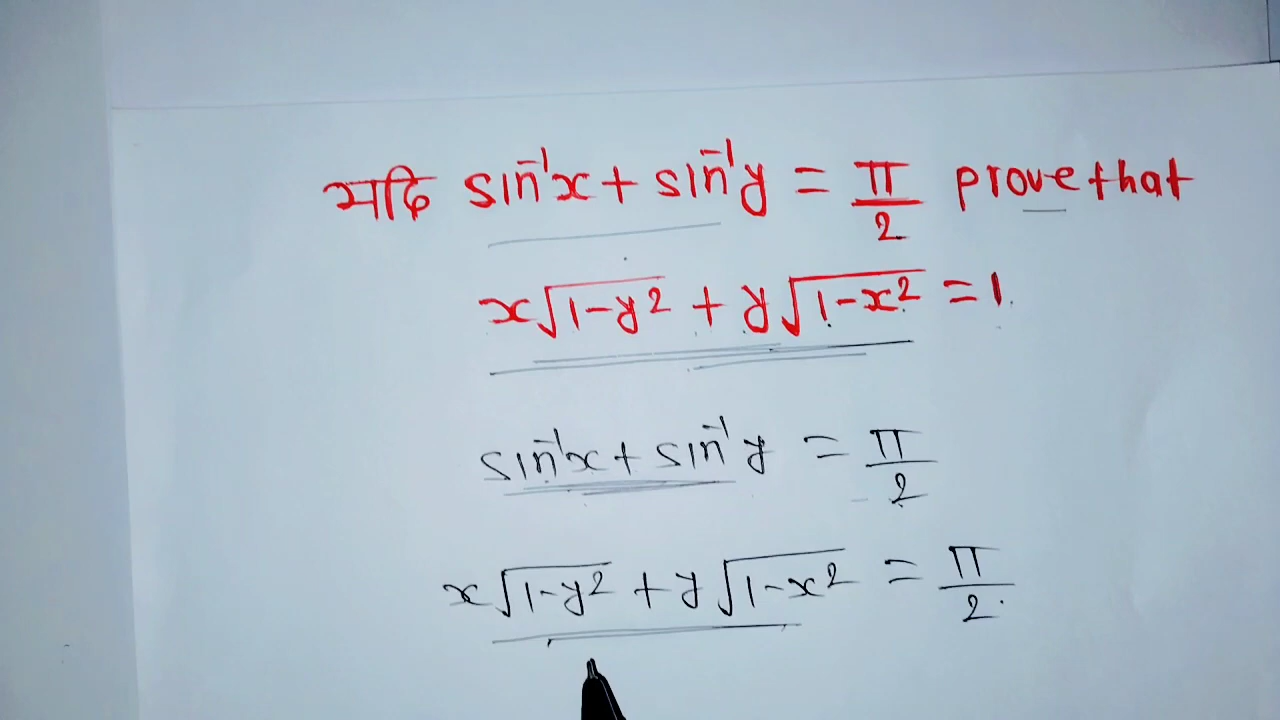 यदि sin⁻¹x + sin⁻¹y = π/2 prove that
x√(1-y²) + y√(1-x²) = 1.
sin⁻¹x + sin⁻¹y = π/2
x√(1-y²) + y√(1-x²) = π/2.